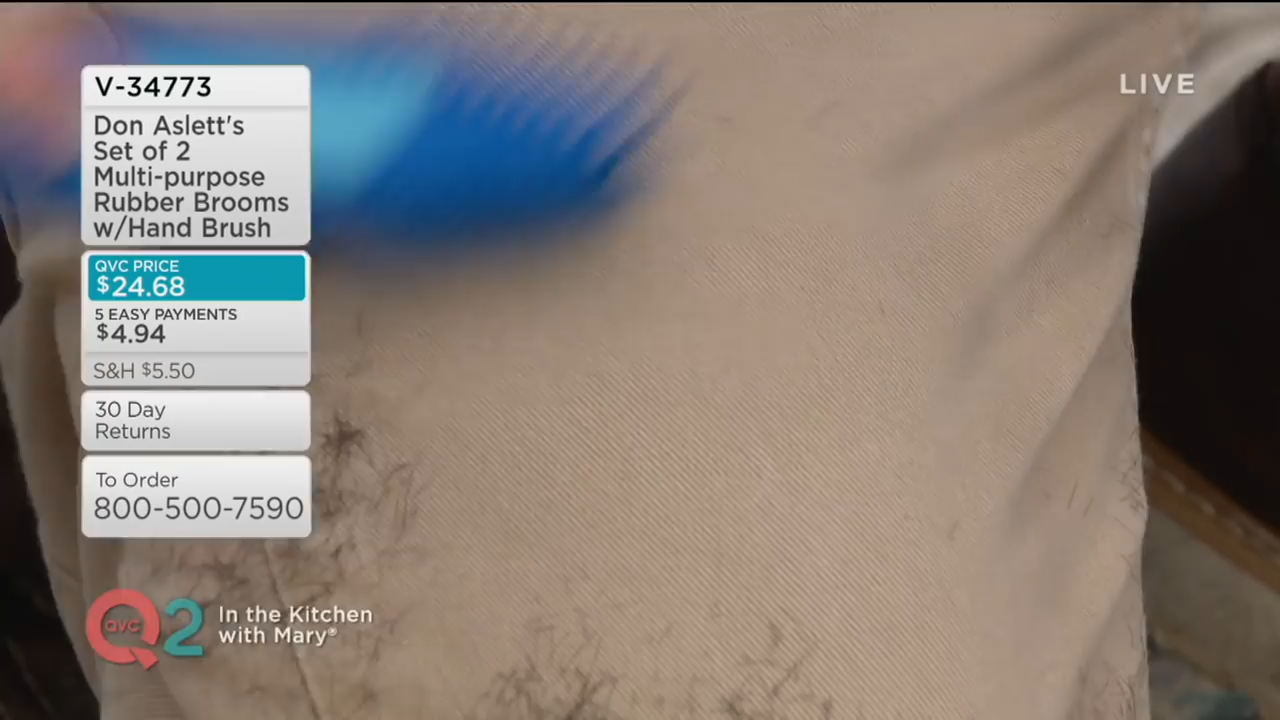 V-34773
Don Aslett's
Set of 2
Multi-purpose
Rubber Brooms
w/Hand Brush
QVC PRICE
$24.68
5 EASY PAYMENTS
$4.94
S&H $5.50
30 Day
Returns
To Order
800-500-7590
LIVE
QVC
Q2
In the Kitchen
with Mary®